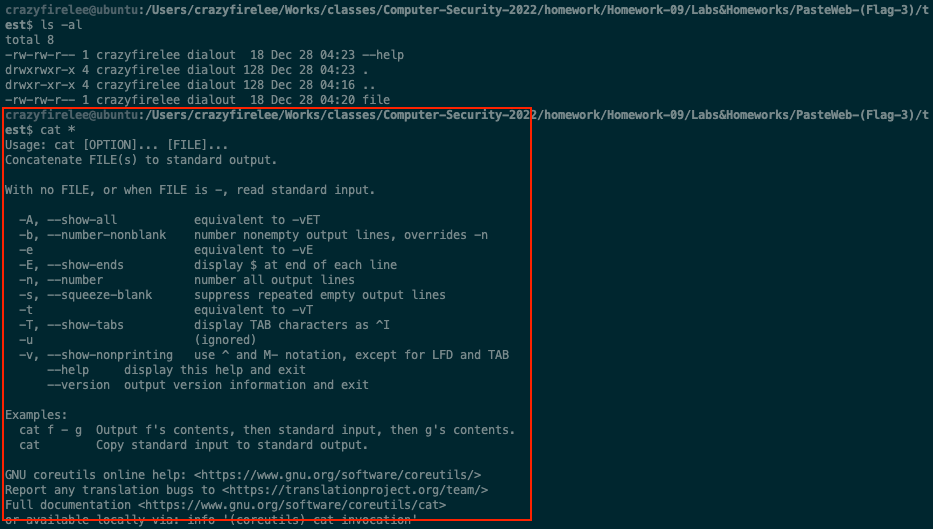 crazyfirelee@ubuntu:/Users/crazyfirelee/Works/classes/Computer-Security-2022/homework/Homework-09/Labs&Homeworks/PasteWeb-(Flag-3)/t
est$ ls -al
total 8
-rw-rw-r-- 1 crazyfirelee dialout  18 Dec 28 04:23 --help
drwxrwxr-x 4 crazyfirelee dialout 128 Dec 28 04:23 .
drwxr-xr-x 4 crazyfirelee dialout 128 Dec 28 04:16 ..
-rw-rw-r-- 1 crazyfirelee dialout  18 Dec 28 04:20 file
crazyfirelee@ubuntu:/Users/crazyfirelee/Works/classes/Computer-Security-2022/homework/Homework-09/Labs&Homeworks/PasteWeb-(Flag-3)/t
est$ cat *
Usage: cat [OPTION]... [FILE]...
Concatenate FILE(s) to standard output.

With no FILE, or when FILE is -, read standard input.

  -A, --show-all           equivalent to -vET
  -b, --number-nonblank    number nonempty output lines, overrides -n
  -e                       equivalent to -vE
  -E, --show-ends          display $ at end of each line
  -n, --number             number all output lines
  -s, --squeeze-blank      suppress repeated empty output lines
  -t                       equivalent to -vT
  -T, --show-tabs          display TAB characters as ^I
  -u                       (ignored)
  -v, --show-nonprinting   use ^ and M- notation, except for LFD and TAB
      --help     display this help and exit
      --version  output version information and exit

Examples:
  cat f - g  Output f's contents, then standard input, then g's contents.
  cat        Copy standard input to standard output.

GNU coreutils online help: <https://www.gnu.org/software/coreutils/>
Report any translation bugs to <https://translationproject.org/team/>
Full documentation <https://www.gnu.org/software/coreutils/cat>
or available locally via: info '(coreutils) cat invocation'